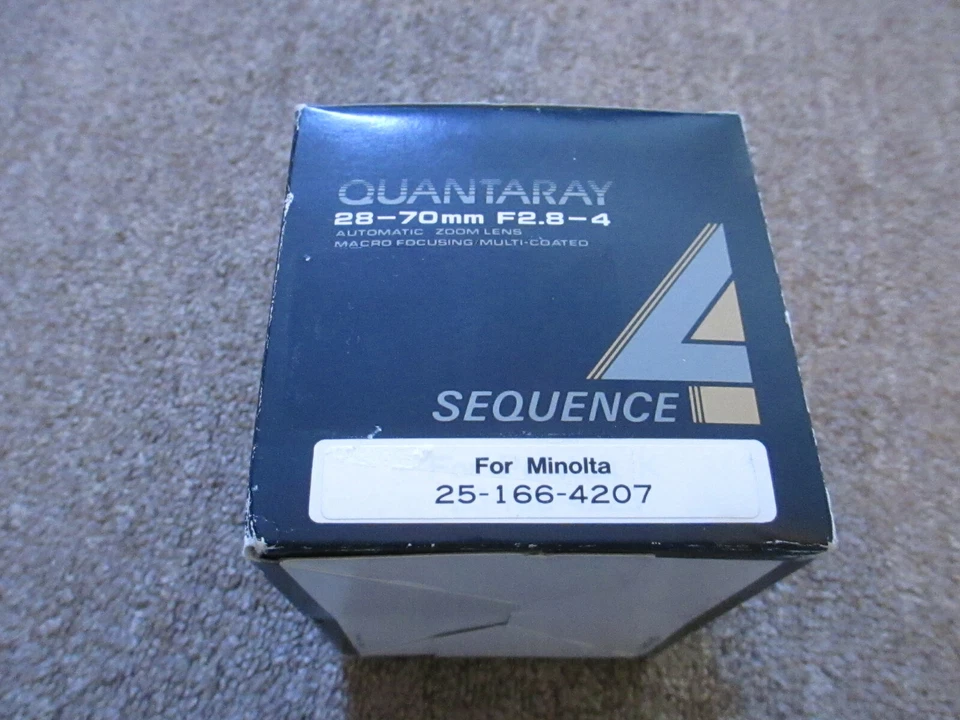 QUANTARAY
28-70mm F2.8-4
AUTOMATIC ZOOM LENS
MACRO FOCUSING/MULTI-COATED
4
SEQUENCE
For Minolta
25-166-4207